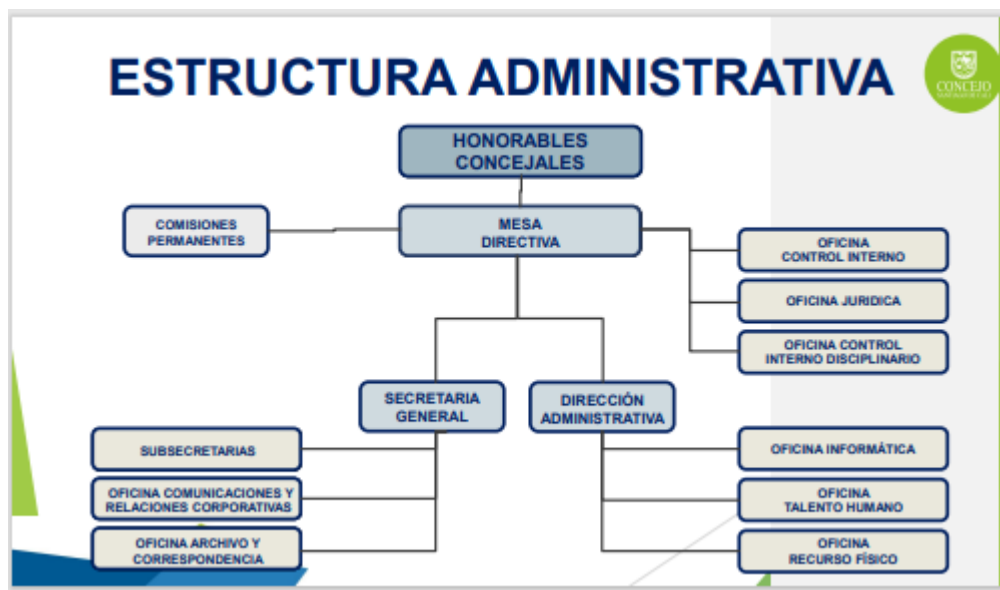 ESTRUCTURA ADMINISTRATIVA
CONCEJO
HONORABLES
CONCEJALES
COMISIONES
PERMANENTES
MESA
DIRECTIVA
OFICINA
CONTROL INTERNO
OFICINA JURIDICA
OFICINA CONTROL
INTERNO DISCIPLINARIO
SECRETARIA
GENERAL
DIRECCIÓN
ADMINISTRATIVA
SUBSECRETARIAS
OFICINA COMUNICACIONES Y
RELACIONES CORPORATIVAS
OFICINA ARCHIVO Y
CORRESPONDENCIA
OFICINA INFORMÁTICA
OFICINA
TALENTO HUMANO
OFICINA
RECURSO FÍSICO